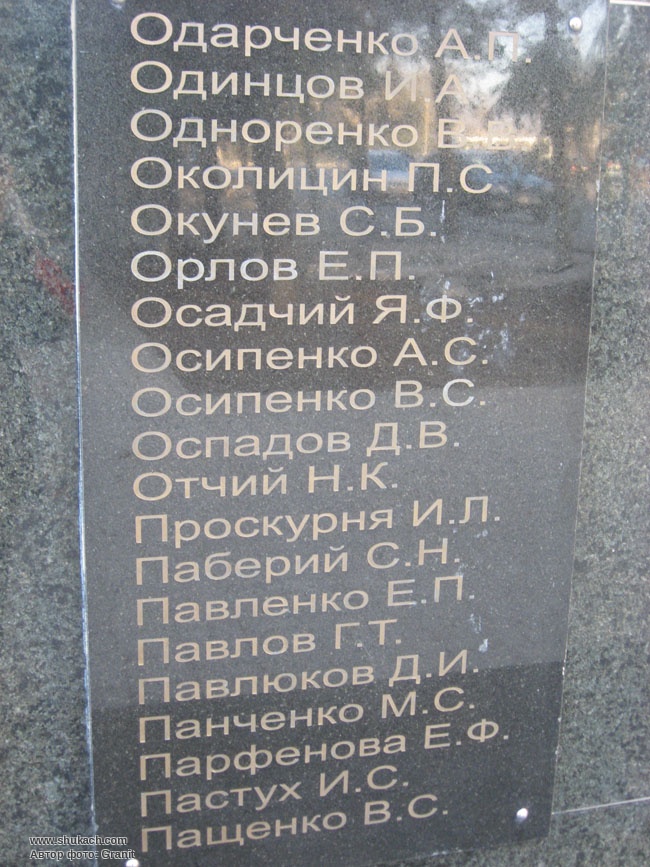 Одарченко А.П.
Одинцов И.А.
Одноренко В.В.
Околицин П.С
Окунев С.Б.
Орлов Е.П.
Осадчий Я.Ф.
Осипенко А.С.
Осипенко В.С.
Оспадов Д.В.
Отчий Н.К.
Проскурня И.Л.
Паберий С.Н.
Павленко Е.П.
Павлов Г.Т.
Павлюков Д.И.
Панченко М.С.
Парфенова Е.Ф.
Пастух И.С.
Пащенко В.С.
www.shukach.com
Автор фото: Granit